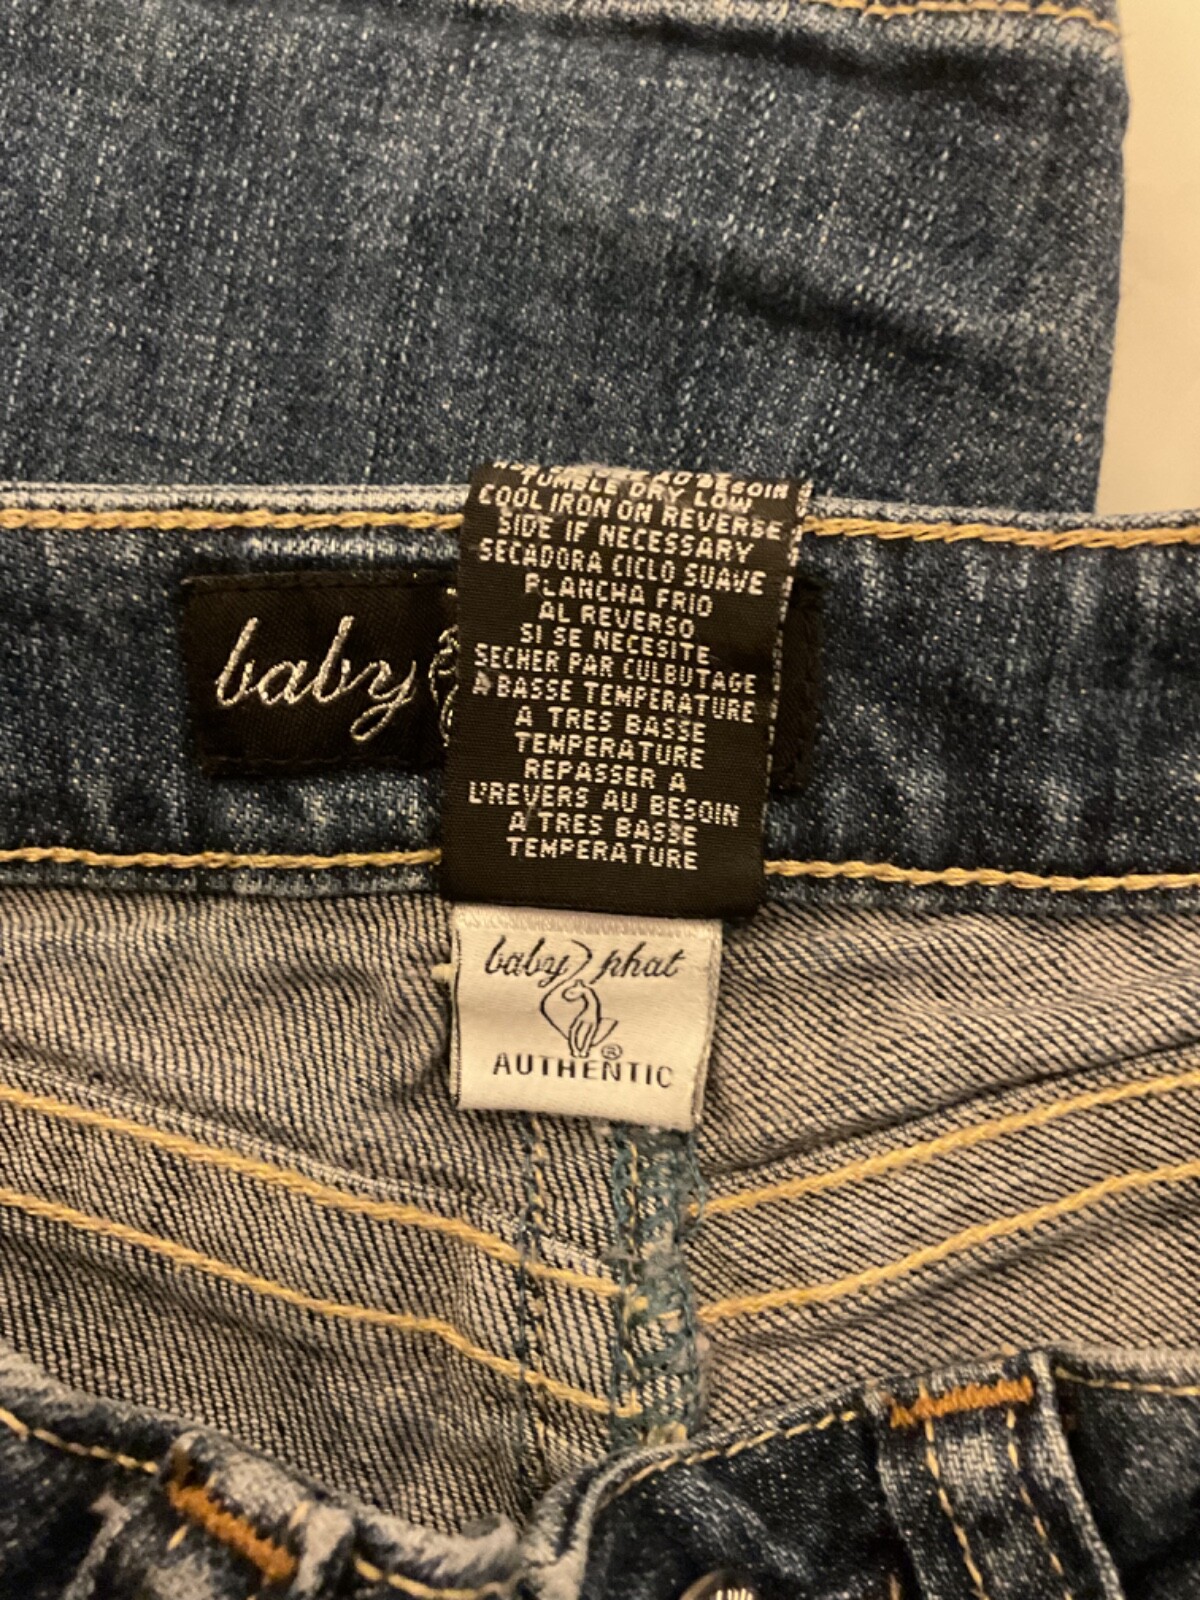 BESOIN
TUMBLE DRY LOW
COOL IRON ON REVERSE
SIDE IF NECESSARY
SECADORA CICLO SUAVE
PLANCHA FRIO
AL REVERSO
SI SE NECESITE
SECHER PAR CULBUTAGE
A BASSE TEMPERATURE
A TRES BASSE
TEMPERATURE
REPASSER A
L'REVERS AU BESOIN
A TRES BASSE
TEMPERATURE
baby
baby phat
®
AUTHENTIC